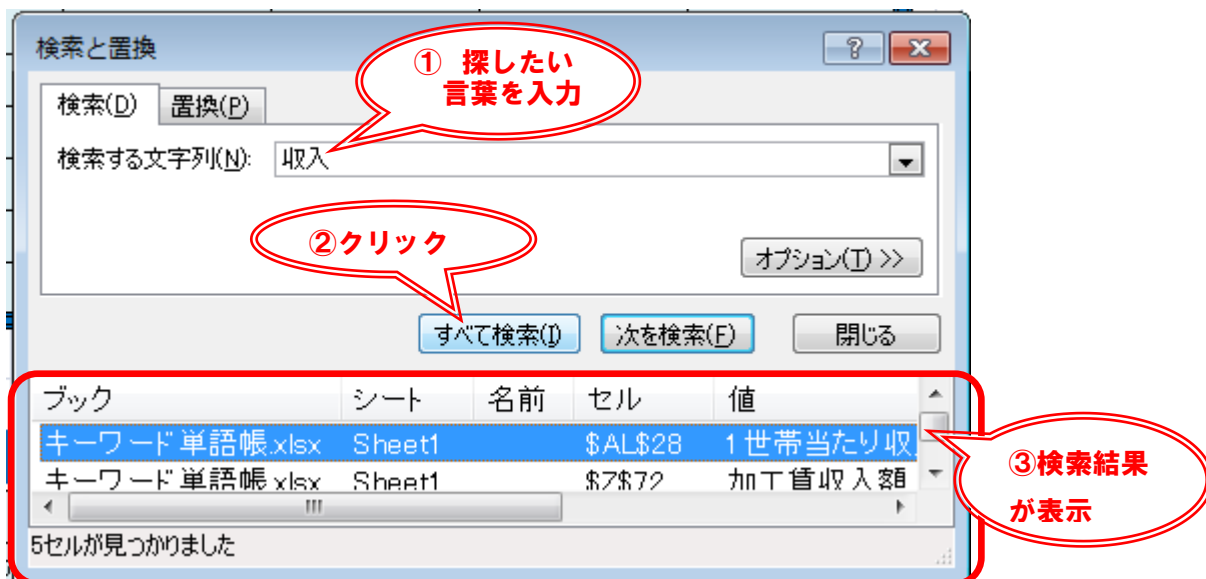 検索と置換
① 探したい
言葉を入力
検索(D) 置換(P)
検索する文字列(N): 収入
②クリック
オプション(T) >>
すべて検索(I) 次を検索(F) 閉じる
ブック シート 名前 セル 値
キーワード単語帳.xlsx Sheet1 $AL$28 1世帯当たり収
キーワード単語帳.xlsx Sheet1 $Z$72 加工賃収入額
③検索結果
が表示
5セルが見つかりました